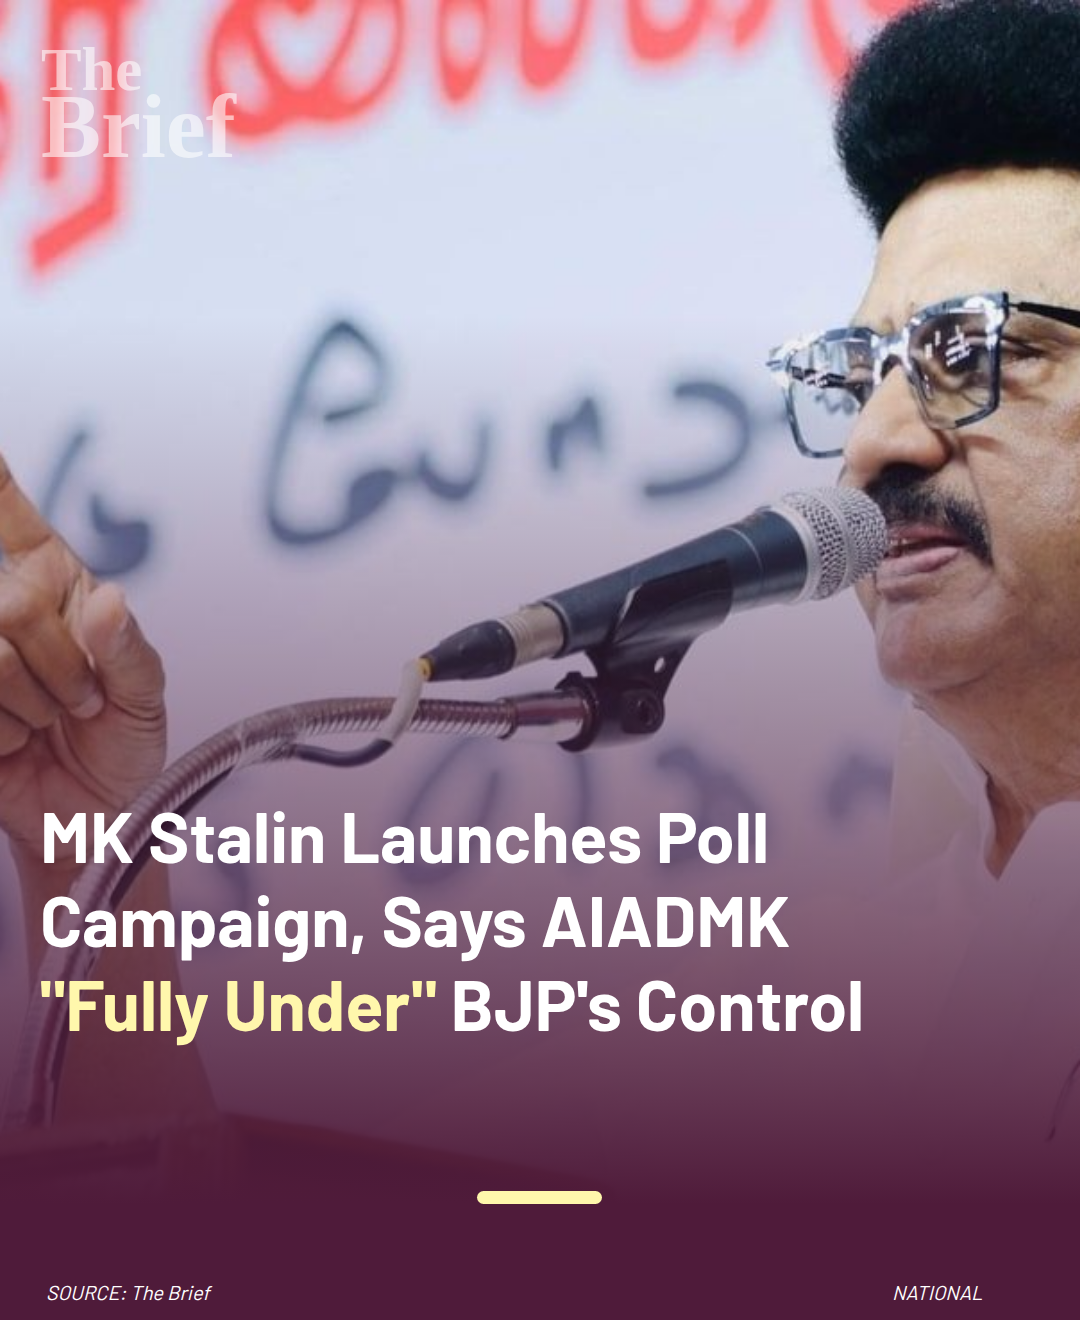 The
Brief
MK Stalin Launches Poll
Campaign, Says AIADMK
"Fully Under" BJP's Control
SOURCE: The Brief
NATIONAL